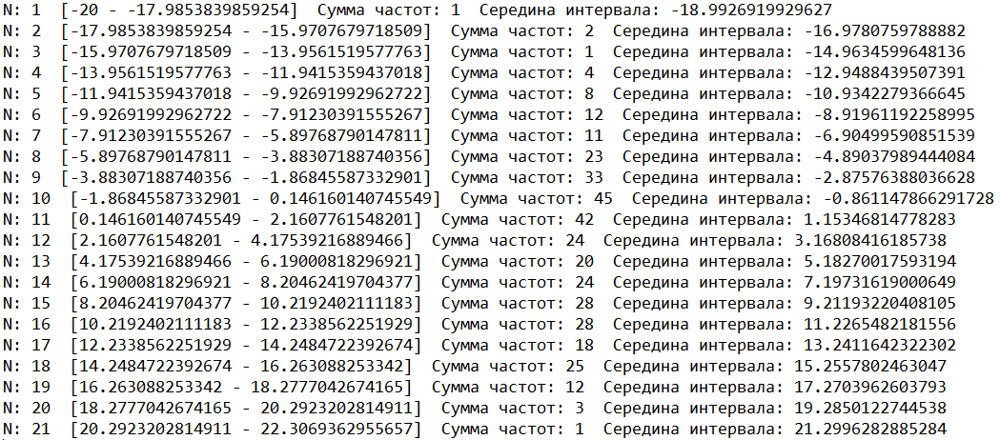 N: 1  [-20 - -17.9853839859254]  Сумма частот: 1  Середина интервала: -18.9926919929627
N: 2  [-17.9853839859254 - -15.9707679718509]  Сумма частот: 2  Середина интервала: -16.9780759788882
N: 3  [-15.9707679718509 - -13.9561519577763]  Сумма частот: 1  Середина интервала: -14.9634599648136
N: 4  [-13.9561519577763 - -11.9415359437018]  Сумма частот: 4  Середина интервала: -12.9488439507391
N: 5  [-11.9415359437018 - -9.92691992962722]  Сумма частот: 8  Середина интервала: -10.9342279366645
N: 6  [-9.92691992962722 - -7.91230391555267]  Сумма частот: 12  Середина интервала: -8.91961192258995
N: 7  [-7.91230391555267 - -5.89768790147811]  Сумма частот: 11  Середина интервала: -6.90499590851539
N: 8  [-5.89768790147811 - -3.88307188740356]  Сумма частот: 23  Середина интервала: -4.89037989444084
N: 9  [-3.88307188740356 - -1.86845587332901]  Сумма частот: 33  Середина интервала: -2.87576388036628
N: 10  [-1.86845587332901 - 0.146160140745549]  Сумма частот: 45  Середина интервала: -0.861147866291728
N: 11  [0.146160140745549 - 2.1607761548201]  Сумма частот: 42  Середина интервала: 1.15346814778283
N: 12  [2.1607761548201 - 4.17539216889466]  Сумма частот: 24  Середина интервала: 3.16808416185738
N: 13  [4.17539216889466 - 6.19000818296921]  Сумма частот: 20  Середина интервала: 5.18270017593194
N: 14  [6.19000818296921 - 8.20462419704377]  Сумма частот: 24  Середина интервала: 7.19731619000649
N: 15  [8.20462419704377 - 10.2192402111183]  Сумма частот: 28  Середина интервала: 9.21193220408105
N: 16  [10.2192402111183 - 12.2338562251929]  Сумма частот: 28  Середина интервала: 11.2265482181556
N: 17  [12.2338562251929 - 14.2484722392674]  Сумма частот: 18  Середина интервала: 13.2411642322302
N: 18  [14.2484722392674 - 16.263088253342]  Сумма частот: 25  Середина интервала: 15.2557802463047
N: 19  [16.263088253342 - 18.2777042674165]  Сумма частот: 12  Середина интервала: 17.2703962603793
N: 20  [18.2777042674165 - 20.2923202814911]  Сумма частот: 3  Середина интервала: 19.2850122744538
N: 21  [20.2923202814911 - 22.3069362955657]  Сумма частот: 1  Середина интервала: 21.2996282885284